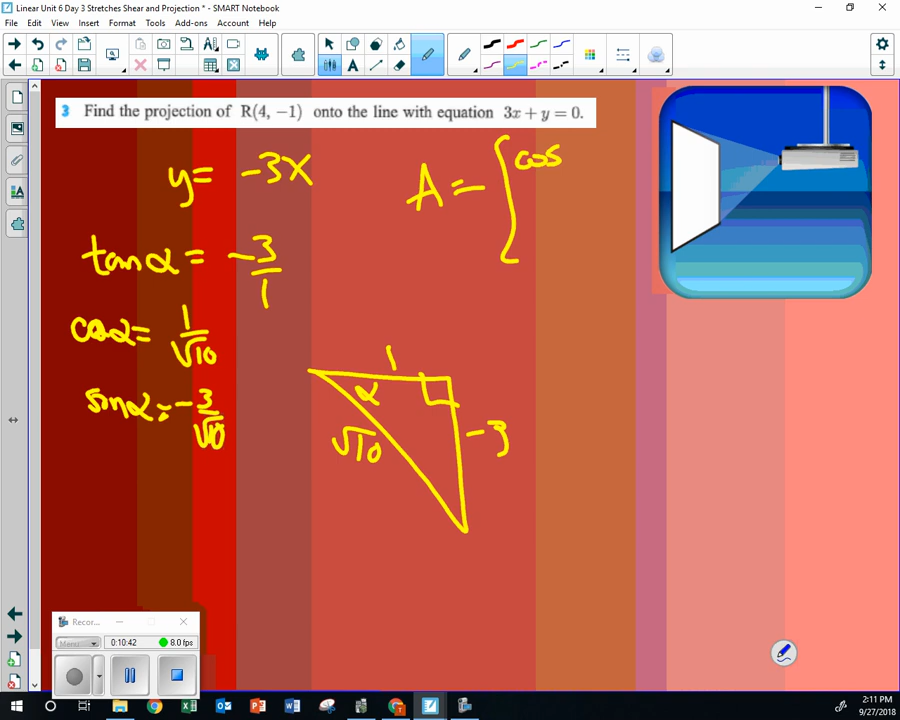 Linear Unit 6 Day 3 Stretches Shear and Projection * - SMART Notebook
File Edit View Insert Format Tools Add-ons Account Help
3 Find the projection of R(4, −1) onto the line with equation 3x + y = 0.
y = -3x
A = [cos
tan α = -3/1
cos α = 1/√10
sin α = -3/√10
1
α
√10
-3
Recor...
Menu
0:10:42
8.0 fps
2:11 PM
9/27/2018